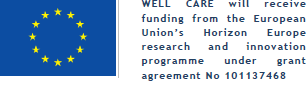 WELL CARE will receive
funding from the European
Union's Horizon Europe
research and innovation
programme under grant
agreement No 101137468